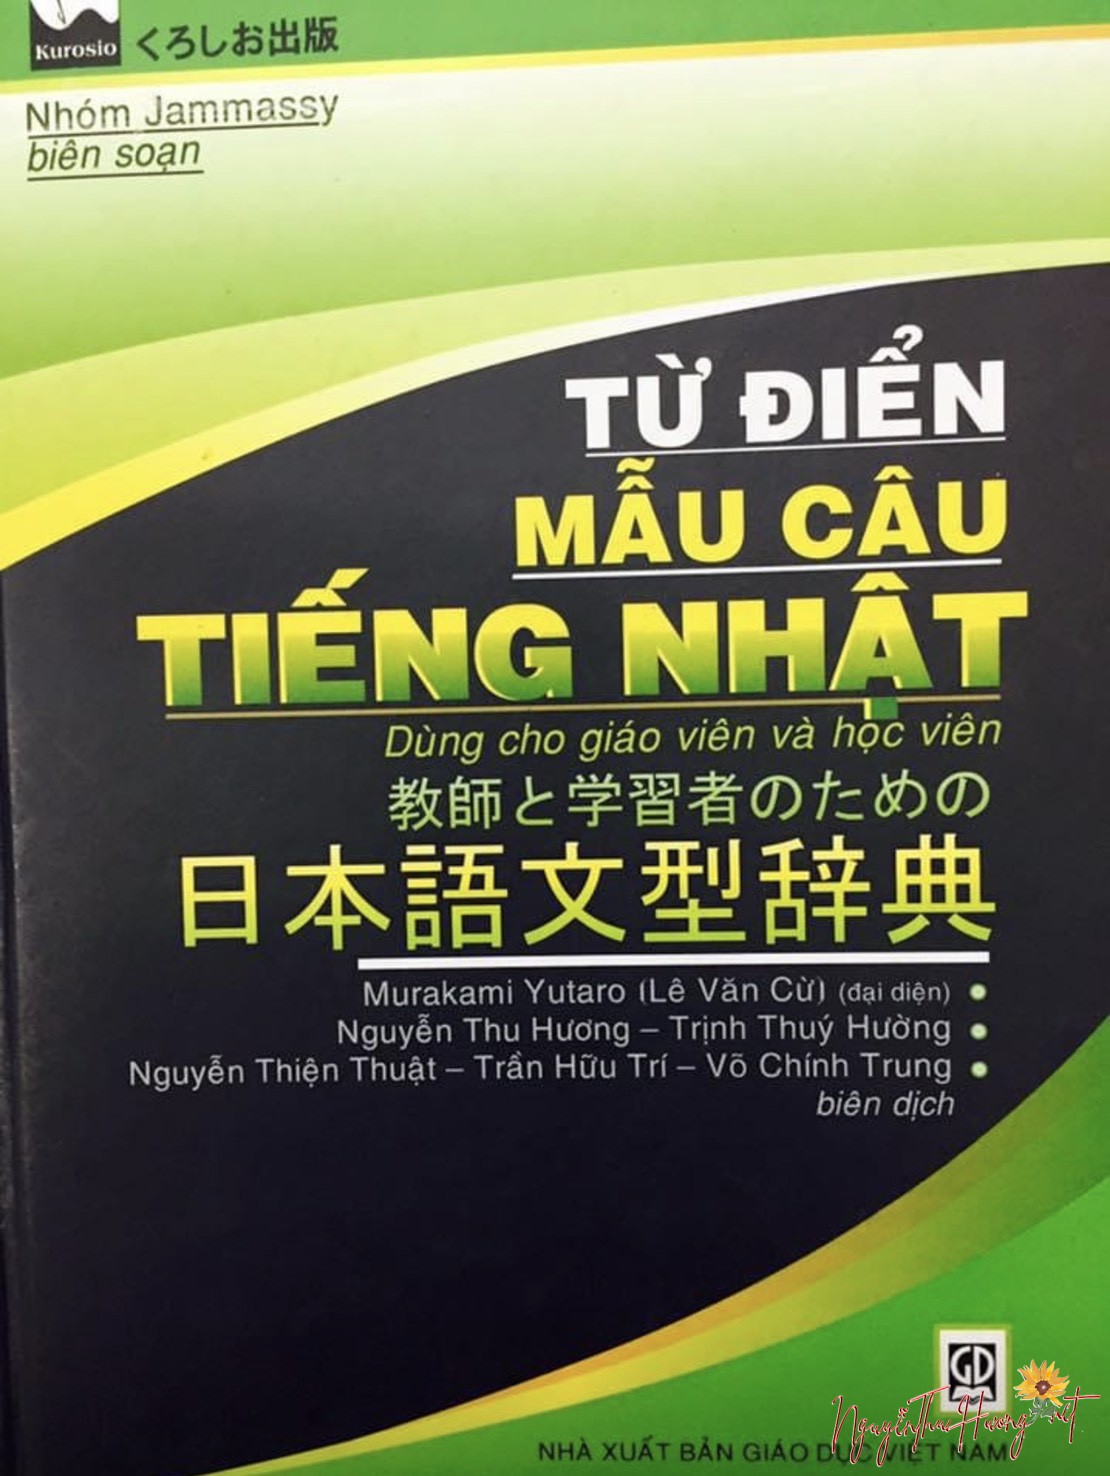 Kurosio くろしお出版
Nhóm Jammassy
biên soạn
TỪ ĐIỂN
MẪU CÂU
TIẾNG NHẬT
Dùng cho giáo viên và học viên
教師と学習者のための
日本語文型辞典
Murakami Yutaro (Lê Văn Cừ) (đại diện)
Nguyễn Thu Hương – Trịnh Thuý Hường
Nguyễn Thiện Thuật – Trần Hữu Trí – Võ Chính Trung
biên dịch
GD
NguyễnThuHương.net
NHÀ XUẤT BẢN GIÁO DỤC VIỆT NAM